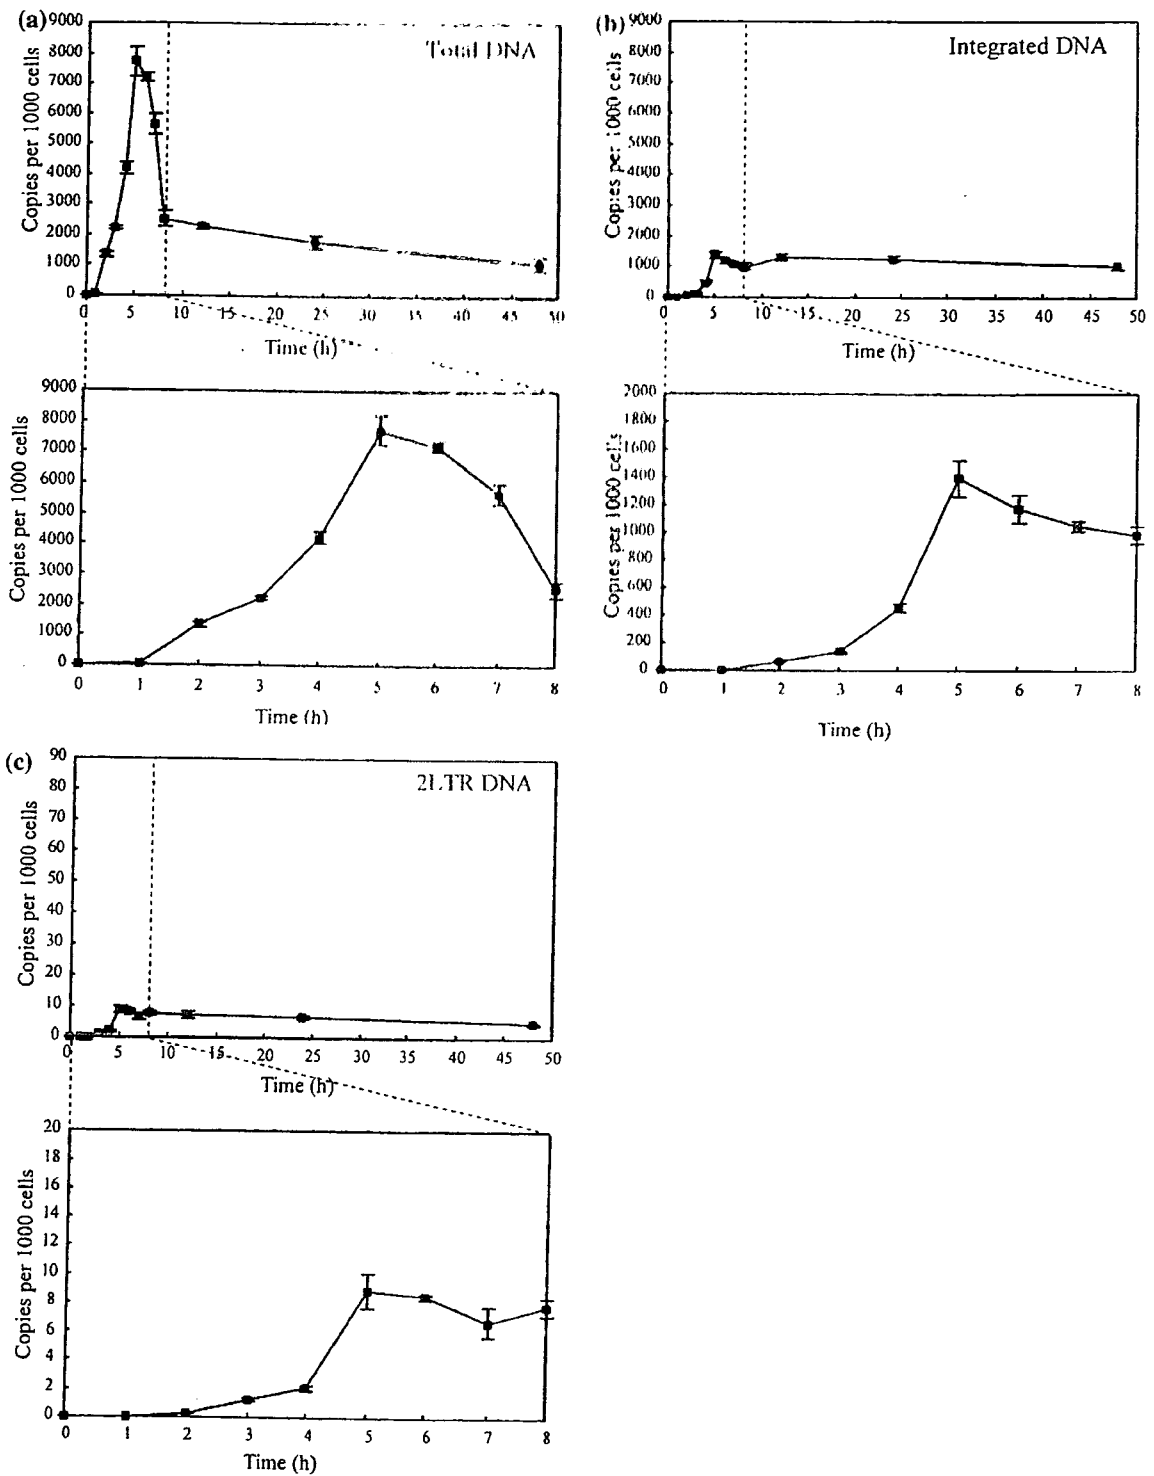 (a)
Total DNA
Copies per 1000 cells
9000
8000
7000
6000
5000
4000
3000
2000
1000
0
0 5 10 15 20 25 30 35 40 45 50
Time (h)
Copies per 1000 cells
9000
8000
7000
6000
5000
4000
3000
2000
1000
0
0 1 2 3 4 5 6 7 8
Time (h)
(b)
Integrated DNA
Copies per 1000 cells
9000
8000
7000
6000
5000
4000
3000
2000
1000
0
0 5 10 15 20 25 30 35 40 45 50
Time (h)
Copies per 1000 cells
2000
1800
1600
1400
1200
1000
800
600
400
200
0
0 1 2 3 4 5 6 7 8
Time (h)
(c)
2LTR DNA
Copies per 1000 cells
90
80
70
60
50
40
30
20
10
0
0 5 10 15 20 25 30 35 40 45 50
Time (h)
Copies per 1000 cells
20
18
16
14
12
10
8
6
4
2
0
0 1 2 3 4 5 6 7 8
Time (h)